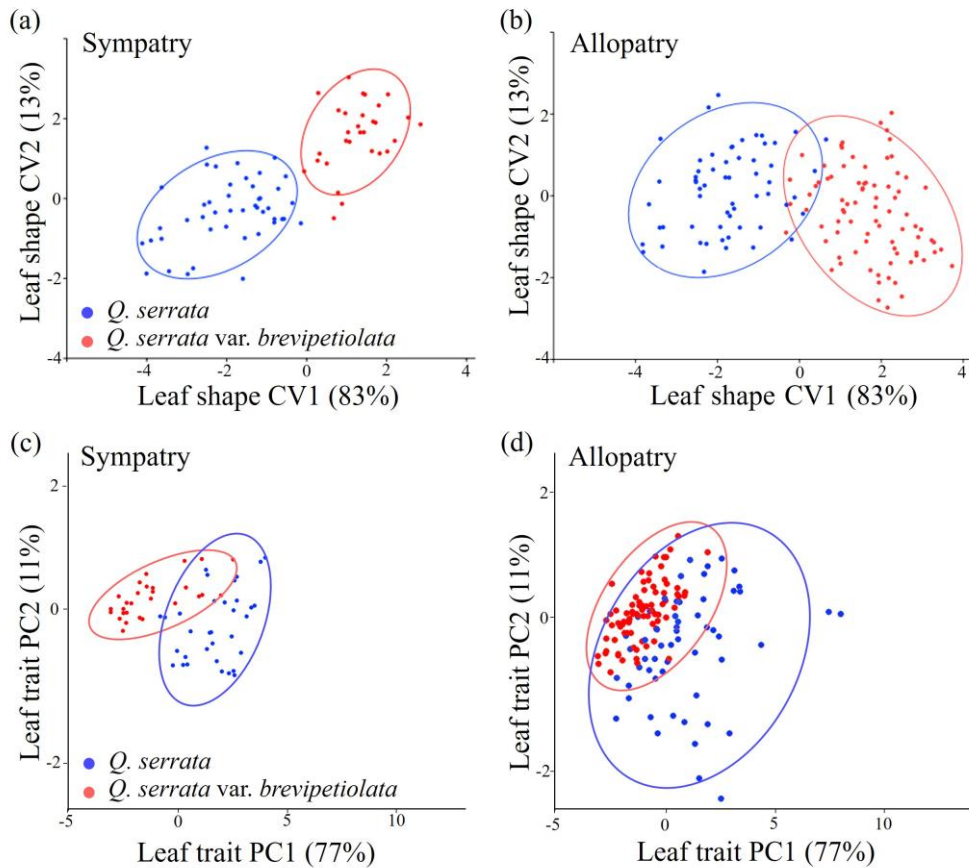 (a)
Sympatry
Leaf shape CV2 (13%)
2
0
-2
-4
-4
-2
0
2
4
Q. serrata
Q. serrata var. brevipetiolata
Leaf shape CV1 (83%)
(b)
Allopatry
Leaf shape CV2 (13%)
2
0
-2
-4
-4
-2
0
2
4
Leaf shape CV1 (83%)
(c)
Sympatry
Leaf trait PC2 (11%)
2
0
-2
-5
0
5
10
Q. serrata
Q. serrata var. brevipetiolata
Leaf trait PC1 (77%)
(d)
Allopatry
Leaf trait PC2 (11%)
2
0
-2
-5
0
5
10
Leaf trait PC1 (77%)